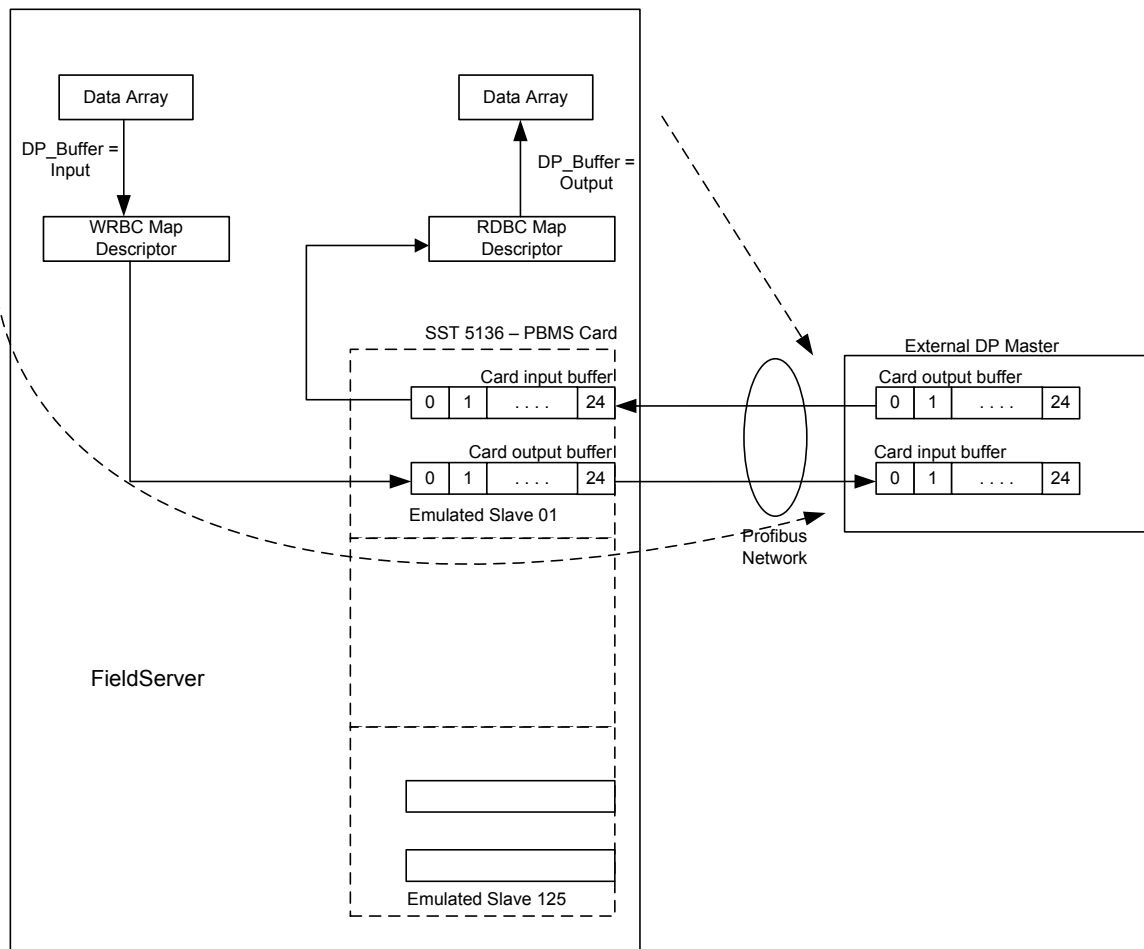 Data Array
Data Array
DP_Buffer =
Input
DP_Buffer =
Output
WRBC Map
Descriptor
RDBC Map
Descriptor
SST 5136 – PBMS Card
External DP Master
Card input buffer
0 1 . . . . 24
Card output buffer
0 1 . . . . 24
Card output buffer
0 1 . . . . 24
Card input buffer
0 1 . . . . 24
Emulated Slave 01
Profibus
Network
FieldServer
Emulated Slave 125